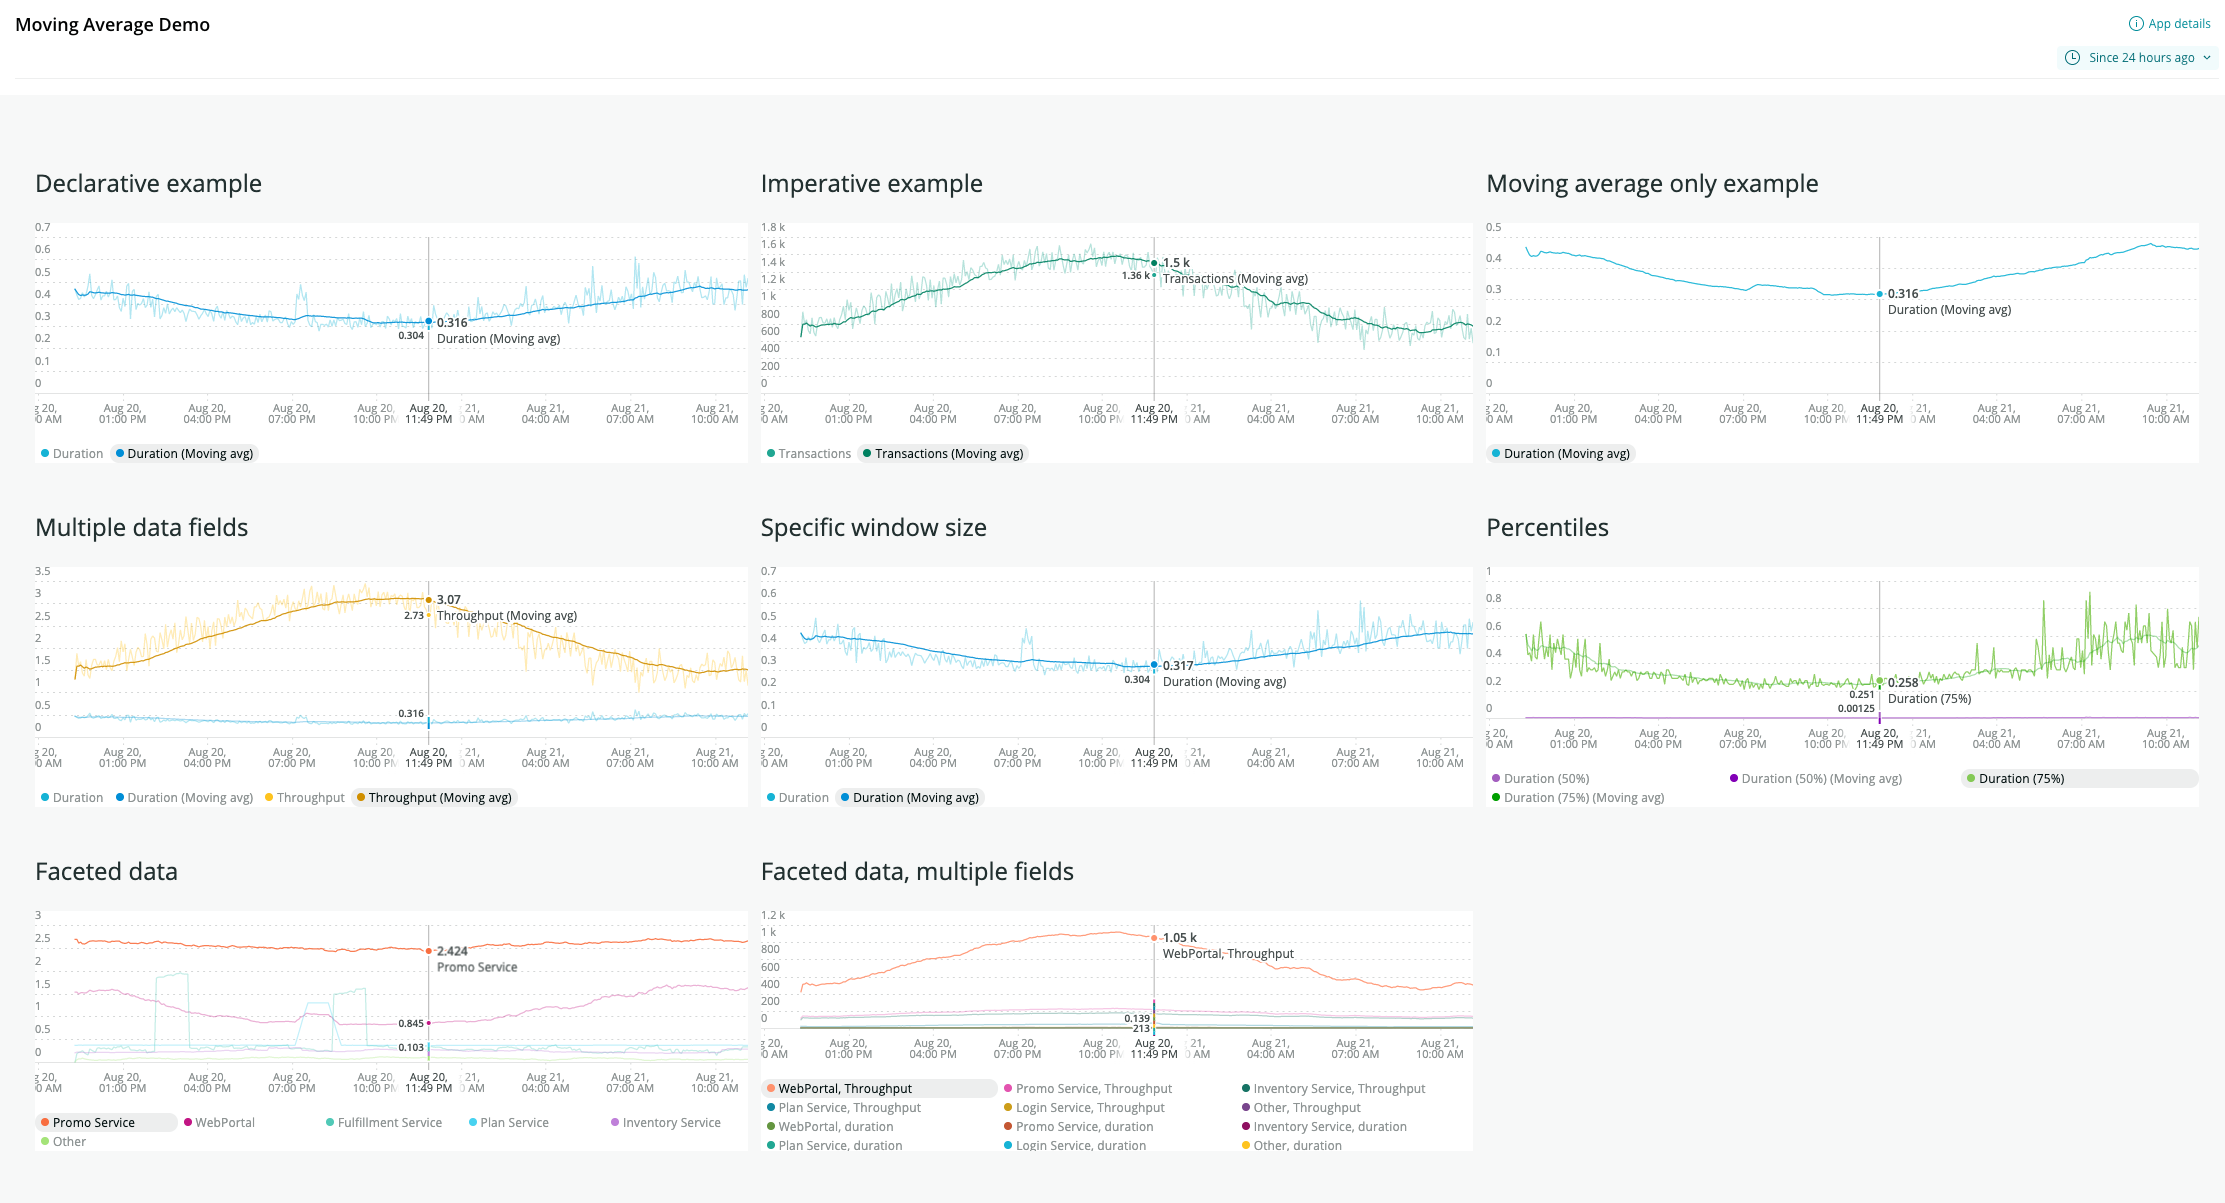 Moving Average Demo
App details
Since 24 hours ago
Declarative example
0.7
0.6
0.5
0.4
0.3
0.2
0.1
0
0.316
0.304
Duration (Moving avg)
Aug 20, Aug 20, Aug 20, Aug 20, Aug 20, 21, Aug 21, Aug 21, Aug 21,
01:00 PM 04:00 PM 07:00 PM 10:00 11:49 PM AM 04:00 AM 07:00 AM 10:00 AM
Duration Duration (Moving avg)
Imperative example
1.8 k
1.6 k
1.4 k
1.2 k
1 k
800
600
400
200
0
1.5 k
1.36 k
Transactions (Moving avg)
Aug 20, Aug 20, Aug 20, Aug 20, Aug 20, 21, Aug 21, Aug 21, Aug 21,
01:00 PM 04:00 PM 07:00 PM 10:00 11:49 PM AM 04:00 AM 07:00 AM 10:00 AM
Transactions Transactions (Moving avg)
Moving average only example
0.5
0.4
0.3
0.2
0.1
0
0.316
Duration (Moving avg)
Aug 20, Aug 20, Aug 20, Aug 20, Aug 20, 21, Aug 21, Aug 21, Aug 21,
01:00 PM 04:00 PM 07:00 PM 10:00 11:49 PM AM 04:00 AM 07:00 AM 10:00 AM
Duration (Moving avg)
Multiple data fields
3.5
3
2.5
2
1.5
1
0.5
0
3.07
2.73
Throughput (Moving avg)
0.316
Aug 20, Aug 20, Aug 20, Aug 20, Aug 20, 21, Aug 21, Aug 21, Aug 21,
01:00 PM 04:00 PM 07:00 PM 10:00 11:49 PM AM 04:00 AM 07:00 AM 10:00 AM
Duration Duration (Moving avg) Throughput Throughput (Moving avg)
Specific window size
0.7
0.6
0.5
0.4
0.3
0.2
0.1
0
0.317
0.304
Duration (Moving avg)
Aug 20, Aug 20, Aug 20, Aug 20, Aug 20, 21, Aug 21, Aug 21, Aug 21,
01:00 PM 04:00 PM 07:00 PM 10:00 11:49 PM AM 04:00 AM 07:00 AM 10:00 AM
Duration Duration (Moving avg)
Percentiles
1
0.8
0.6
0.4
0.2
0
0.258
0.251
Duration (75%)
0.00125
Aug 20, Aug 20, Aug 20, Aug 20, Aug 20, 21, Aug 21, Aug 21, Aug 21,
01:00 PM 04:00 PM 07:00 PM 10:00 11:49 PM AM 04:00 AM 07:00 AM 10:00 AM
Duration (50%) Duration (50%) (Moving avg) Duration (75%)
Duration (75%) (Moving avg)
Faceted data
3
2.5
2
1.5
1
0.5
0
2.424
Promo Service
0.845
0.103
Aug 20, Aug 20, Aug 20, Aug 20, Aug 20, 21, Aug 21, Aug 21, Aug 21,
01:00 PM 04:00 PM 07:00 PM 10:00 11:49 PM AM 04:00 AM 07:00 AM 10:00 AM
Promo Service WebPortal Fulfillment Service Plan Service Inventory Service
Other
Faceted data, multiple fields
1.2 k
1 k
800
600
400
200
0
1.05 k
WebPortal, Throughput
0.139
213
Aug 20, Aug 20, Aug 20, Aug 20, Aug 20, 21, Aug 21, Aug 21, Aug 21,
01:00 PM 04:00 PM 07:00 PM 10:00 11:49 PM AM 04:00 AM 07:00 AM 10:00 AM
WebPortal, Throughput Promo Service, Throughput Inventory Service, Throughput
Plan Service, Throughput Login Service, Throughput Other, Throughput
WebPortal, duration Promo Service, duration Inventory Service, duration
Plan Service, duration Login Service, duration Other, duration